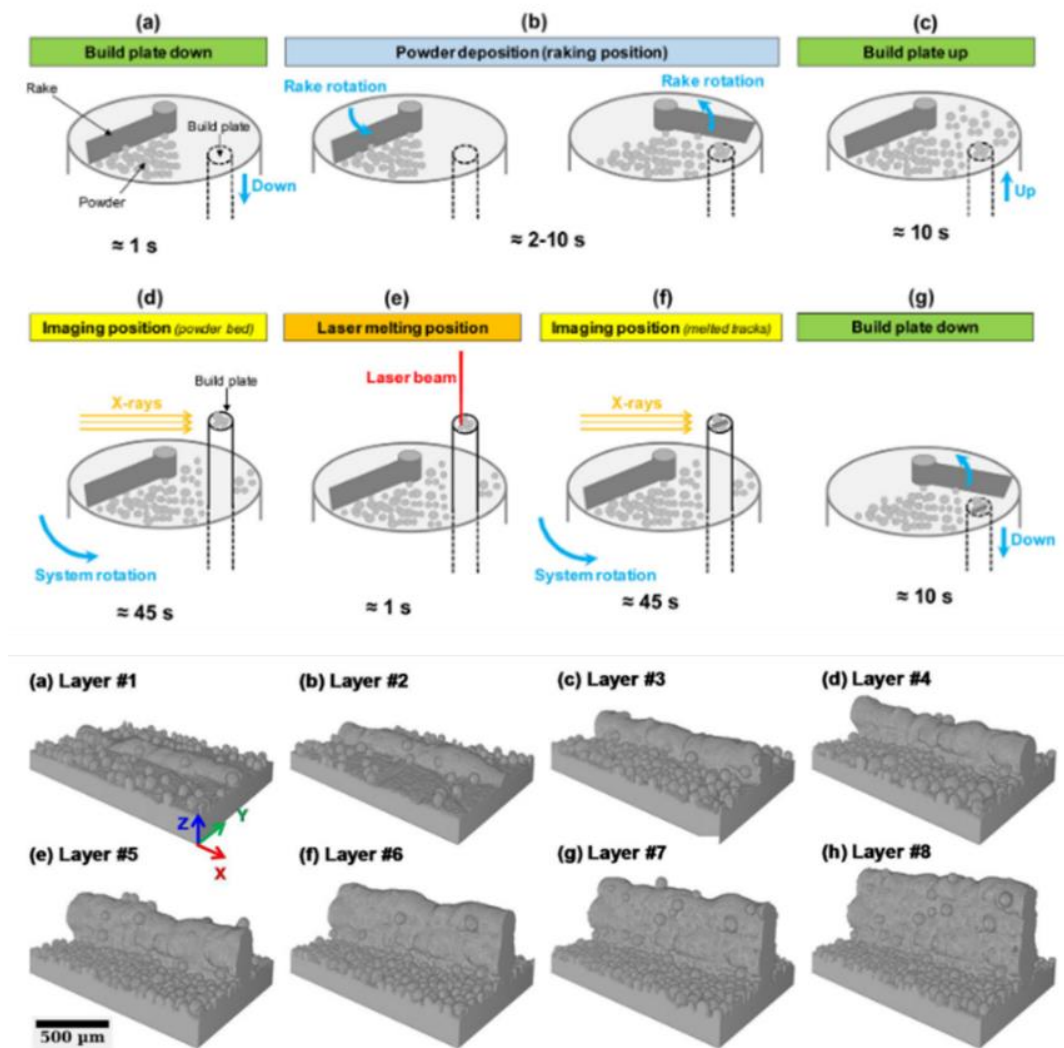 (a)
(b)
(c)
Build plate down
Powder deposition (raking position)
Build plate up
Rake
Rake rotation
Rake rotation
Build plate
Powder
Down
Up
≈ 1 s
≈ 2-10 s
≈ 10 s
(d)
(e)
(f)
(g)
Imaging position (powder bed)
Laser melting position
Imaging position (melted tracks)
Build plate down
Build plate
X-rays
Laser beam
X-rays
System rotation
System rotation
Down
≈ 45 s
≈ 1 s
≈ 45 s
≈ 10 s
(a) Layer #1
(b) Layer #2
(c) Layer #3
(d) Layer #4
Z
Y
X
(e) Layer #5
(f) Layer #6
(g) Layer #7
(h) Layer #8
500 µm